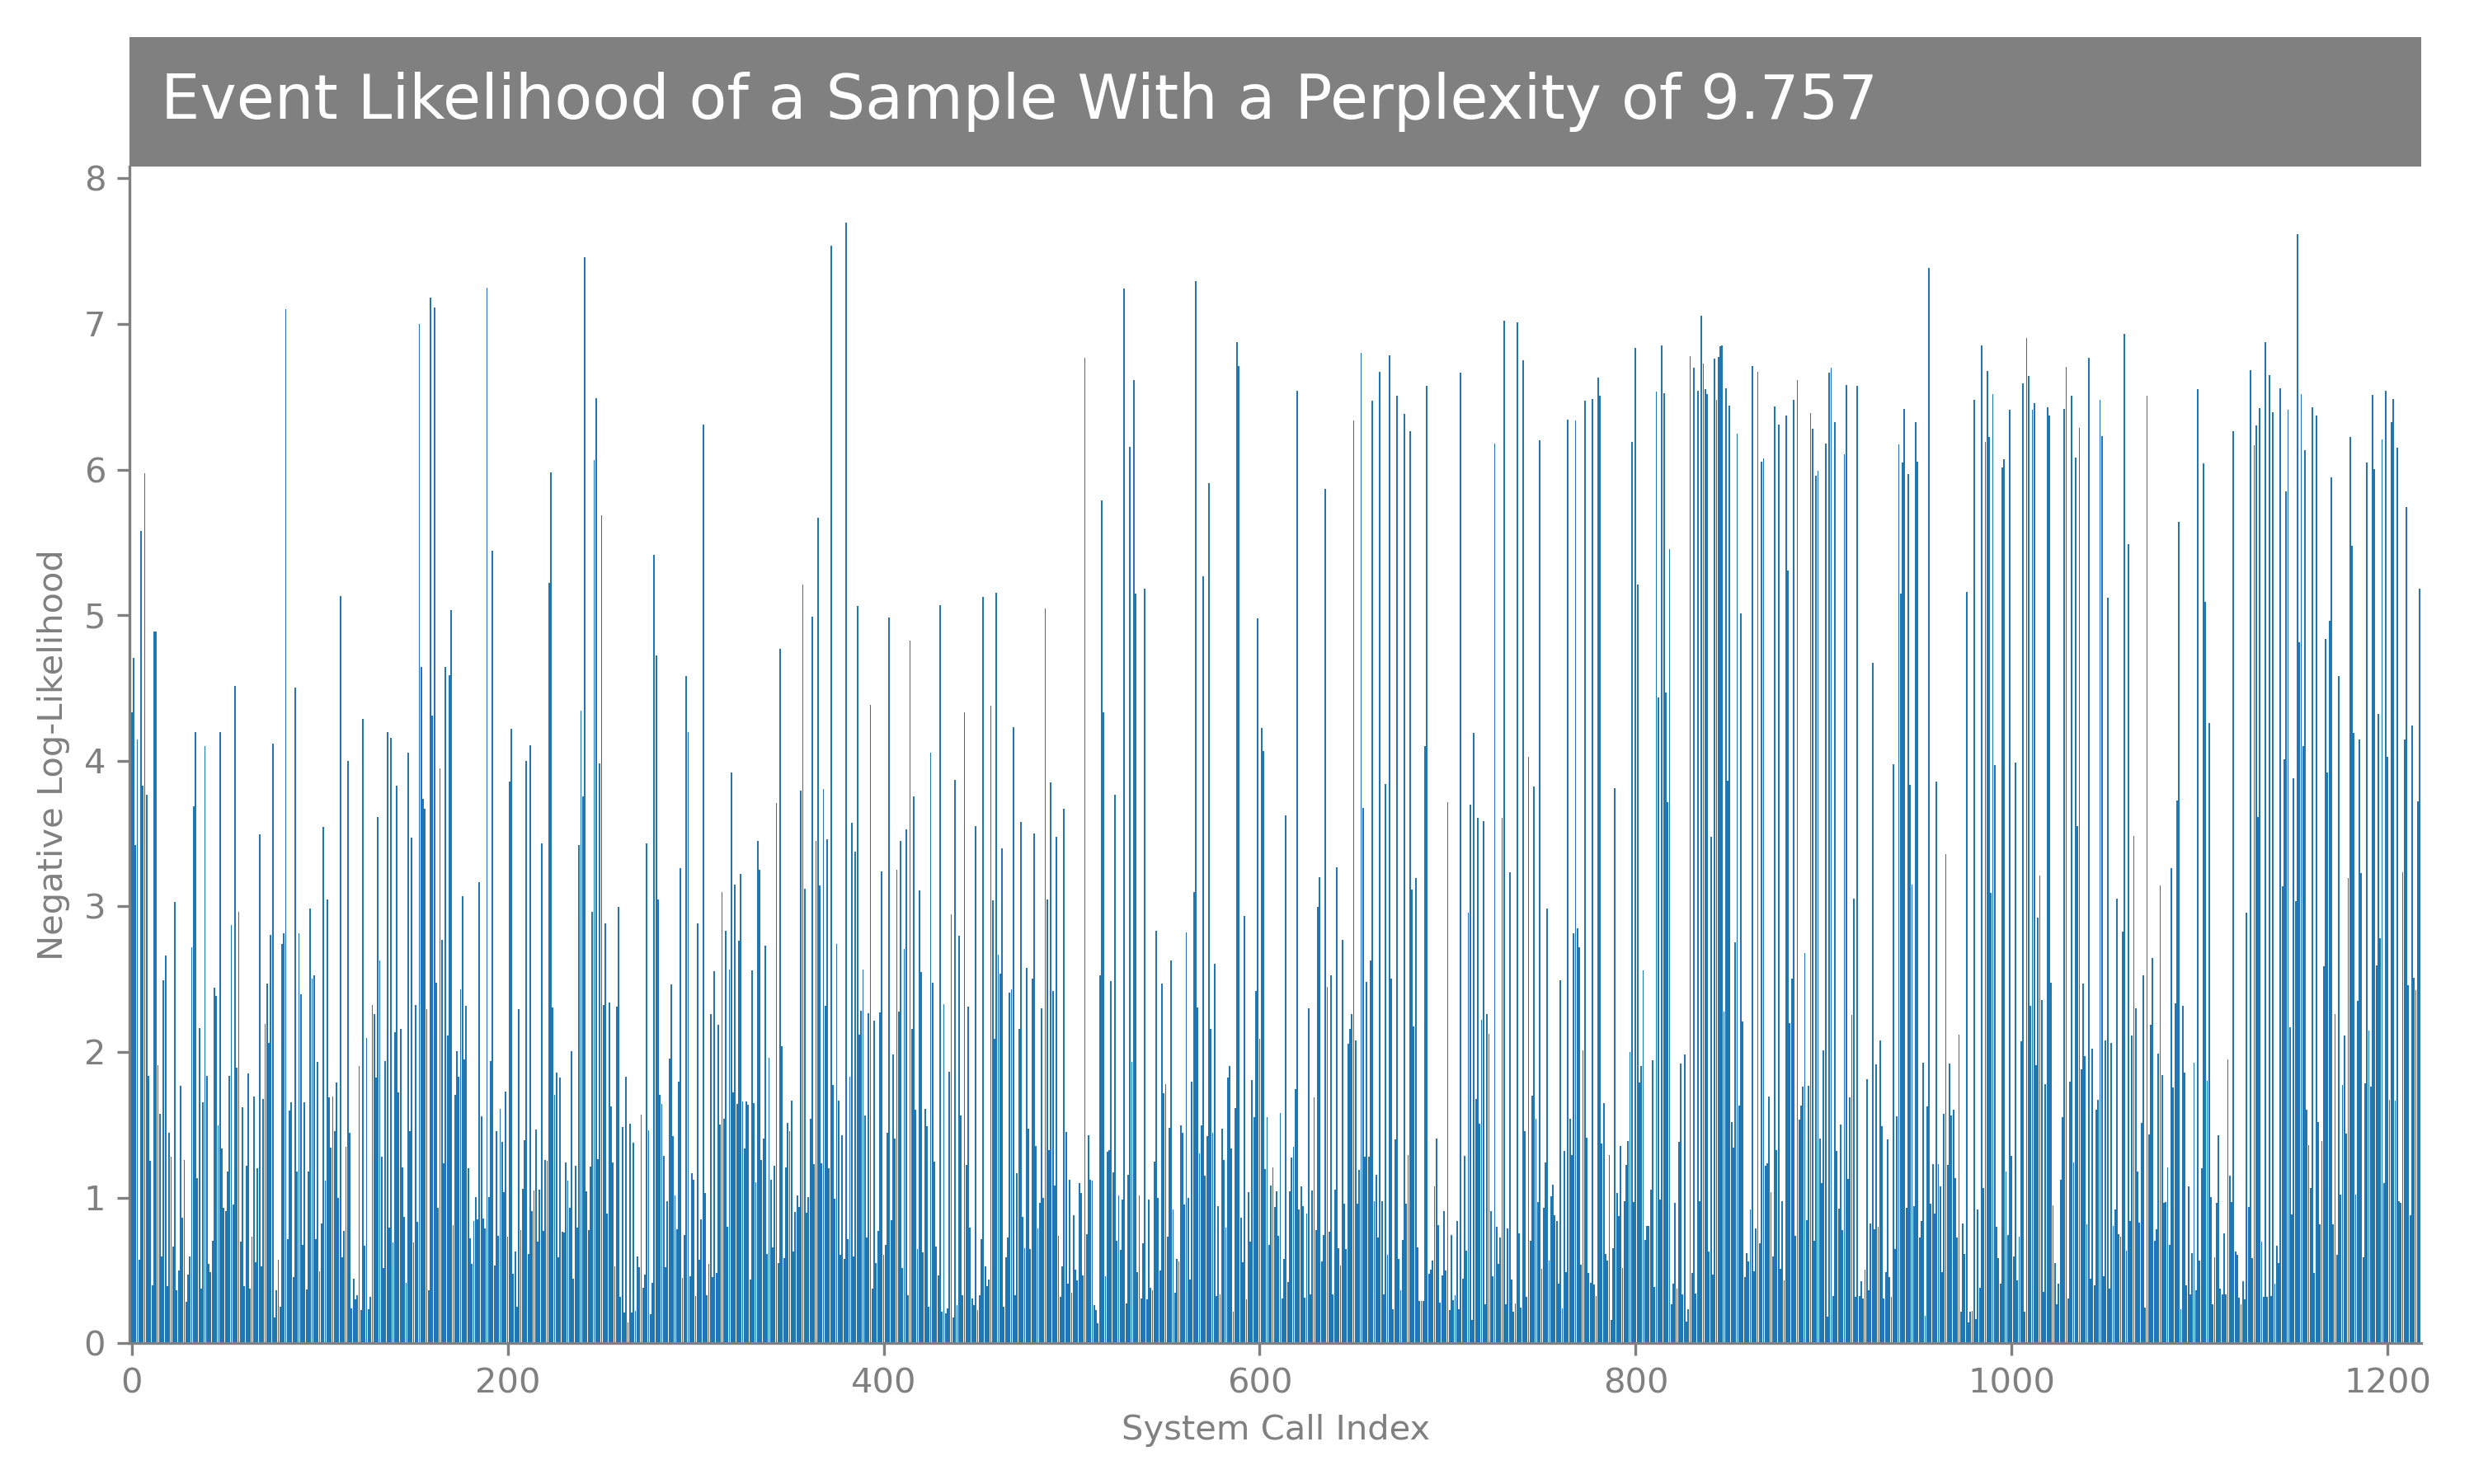 Event Likelihood of a Sample With a Perplexity of 9.757
8
7
6
5
4
3
2
1
0
Negative Log-Likelihood
0 200 400 600 800 1000 1200
System Call Index